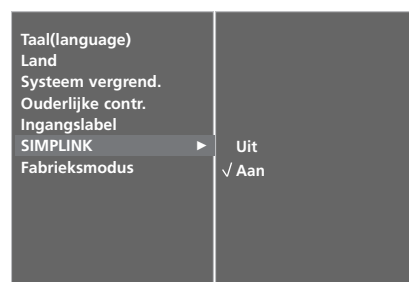 Taal(language)
Land
Systeem vergrend.
Ouderlijke contr.
Ingangslabel
SIMPLINK ►
Fabrieksmodus
Uit
√ Aan